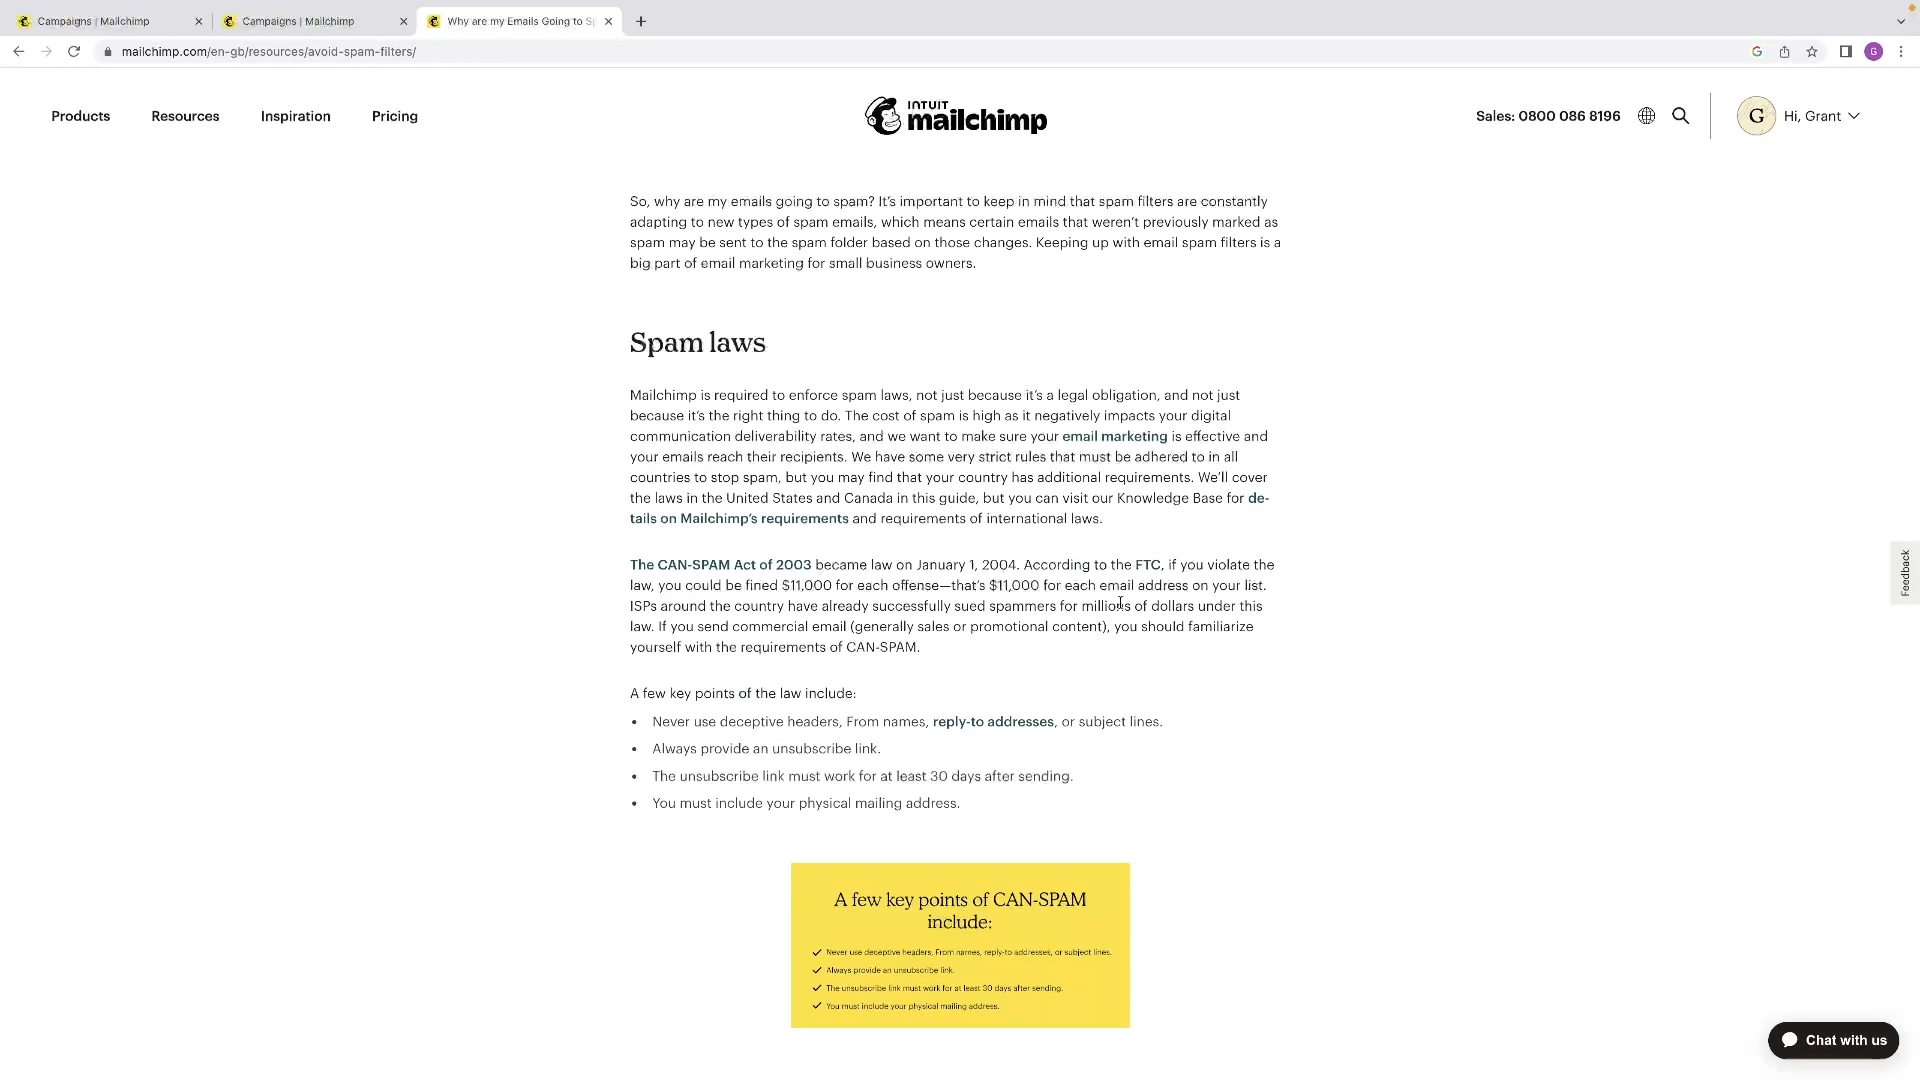 Campaigns | Mailchimp
Campaigns | Mailchimp
Why are my Emails Going to Sp
mailchimp.com/en-gb/resources/avoid-spam-filters/
G
Products
Resources
Inspiration
Pricing
INTUIT
mailchimp
Sales: 0800 086 8196
G
Hi, Grant
So, why are my emails going to spam? It’s important to keep in mind that spam filters are constantly
adapting to new types of spam emails, which means certain emails that weren’t previously marked as
spam may be sent to the spam folder based on those changes. Keeping up with email spam filters is a
big part of email marketing for small business owners.
Spam laws
Mailchimp is required to enforce spam laws, not just because it’s a legal obligation, and not just
because it’s the right thing to do. The cost of spam is high as it negatively impacts your digital
communication deliverability rates, and we want to make sure your email marketing is effective and
your emails reach their recipients. We have some very strict rules that must be adhered to in all
countries to stop spam, but you may find that your country has additional requirements. We’ll cover
the laws in the United States and Canada in this guide, but you can visit our Knowledge Base for de-
tails on Mailchimp’s requirements and requirements of international laws.
The CAN-SPAM Act of 2003 became law on January 1, 2004. According to the FTC, if you violate the
law, you could be fined $11,000 for each offense—that’s $11,000 for each email address on your list.
ISPs around the country have already successfully sued spammers for millions of dollars under this
law. If you send commercial email (generally sales or promotional content), you should familiarize
yourself with the requirements of CAN-SPAM.
A few key points of the law include:
• Never use deceptive headers, From names, reply-to addresses, or subject lines.
• Always provide an unsubscribe link.
• The unsubscribe link must work for at least 30 days after sending.
• You must include your physical mailing address.
A few key points of CAN-SPAM
include:
Never use deceptive headers, From names, reply-to addresses, or subject lines.
Always provide an unsubscribe link.
The unsubscribe link must work for at least 30 days after sending.
You must include your physical mailing address.
Feedback
Chat with us